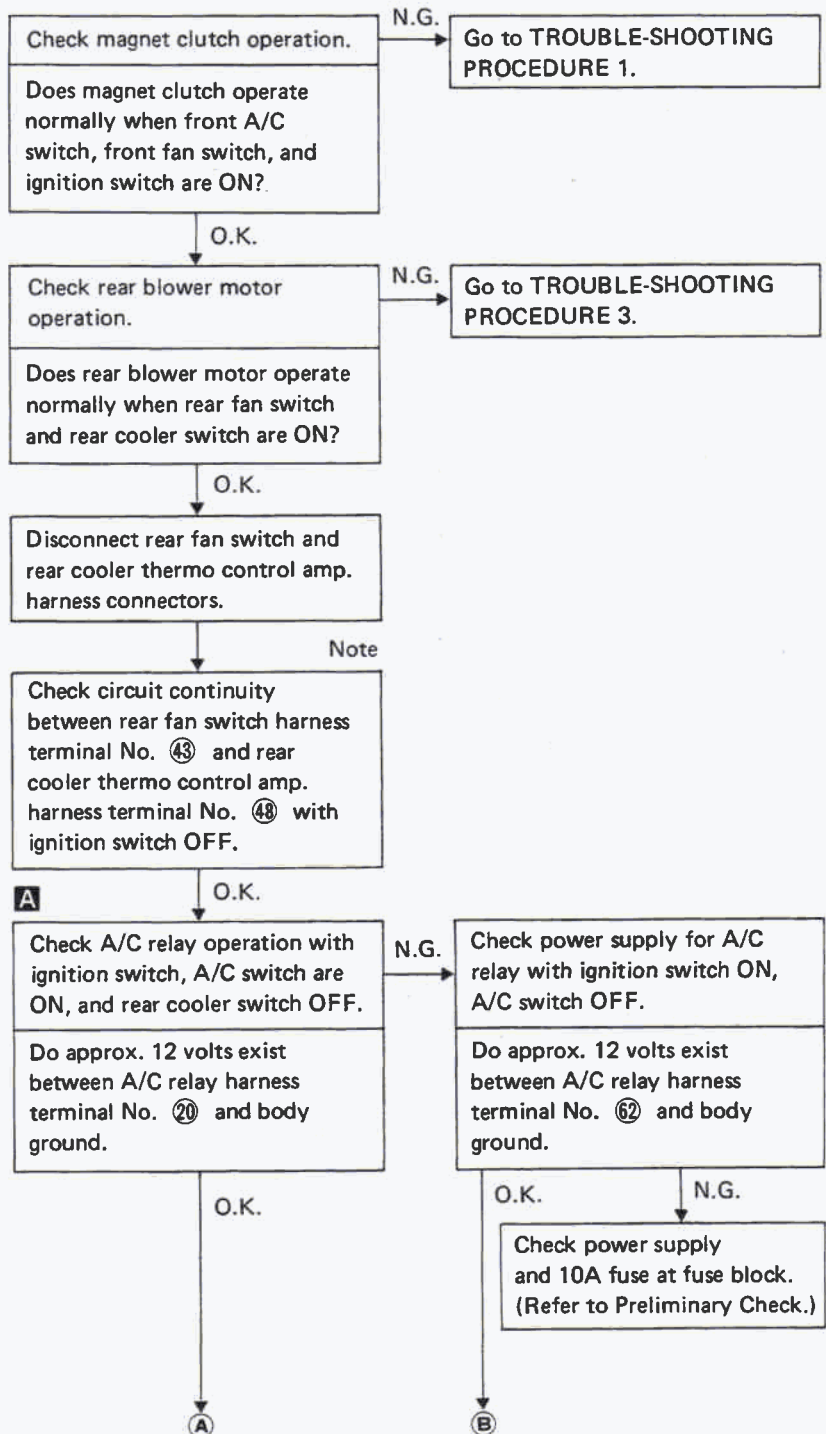 N.G.
Check magnet clutch operation.
Go to TROUBLE-SHOOTING
PROCEDURE 1.
Does magnet clutch operate
normally when front A/C
switch, front fan switch, and
ignition switch are ON?
O.K.
Check rear blower motor
operation.
N.G.
Go to TROUBLE-SHOOTING
PROCEDURE 3.
Does rear blower motor operate
normally when rear fan switch
and rear cooler switch are ON?
O.K.
Disconnect rear fan switch and
rear cooler thermo control amp.
harness connectors.
Note
Check circuit continuity
between rear fan switch harness
terminal No. ㊸ and rear
cooler thermo control amp.
harness terminal No. ㊽ with
ignition switch OFF.
O.K.
A
Check A/C relay operation with
ignition switch, A/C switch are
ON, and rear cooler switch OFF.
N.G.
Check power supply for A/C
relay with ignition switch ON,
A/C switch OFF.
Do approx. 12 volts exist
between A/C relay harness
terminal No. ⑳ and body
ground.
Do approx. 12 volts exist
between A/C relay harness
terminal No. 62 and body
ground.
O.K.
O.K.
N.G.
Check power supply
and 10A fuse at fuse block.
(Refer to Preliminary Check.)
Ⓐ
Ⓑ